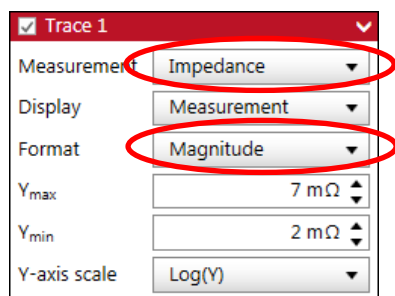 Trace 1
Measurement Impedance
Display Measurement
Format Magnitude
Ymax 7 mΩ
Ymin 2 mΩ
Y-axis scale Log(Y)